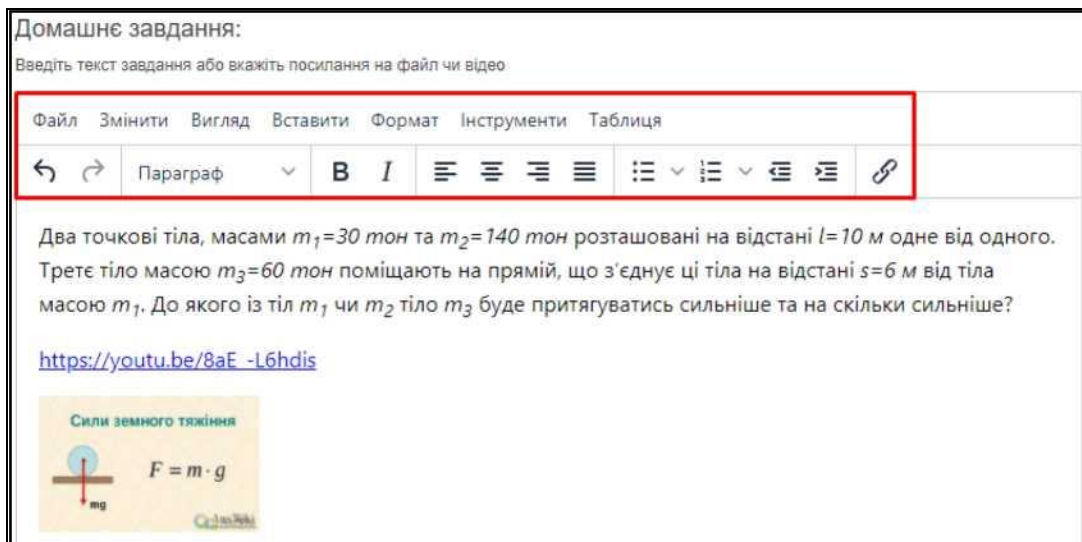 Домашнє завдання:
Введіть текст завдання або вкажіть посилання на файл чи відео
Файл Змінити Вигляд Вставити Формат Інструменти Таблиця
Параграф B I
Два точкові тіла, масами m₁=30 тон та m₂=140 тон розташовані на відстані l=10 м одне від одного.
Третє тіло масою m₃=60 тон поміщають на прямій, що з'єднує ці тіла на відстані s=6 м від тіла
масою m₁. До якого із тіл m₁ чи m₂ тіло m₃ буде притягуватись сильніше та на скільки сильніше?
https://youtu.be/8aE_-L6hdis
Сили земного тяжіння
F = m · g
mg